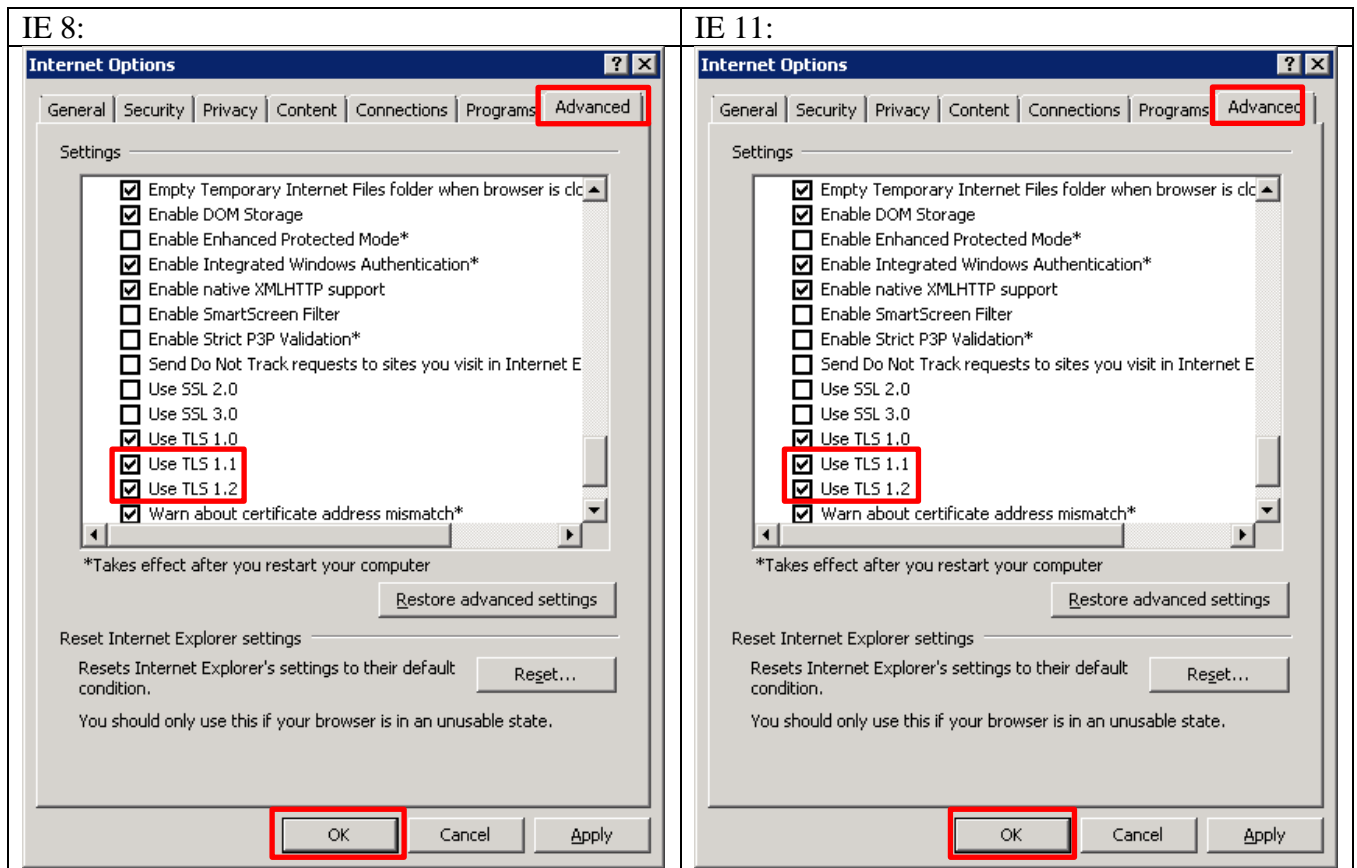 IE 8:
Internet Options
General Security Privacy Content Connections Programs Advanced
Settings
Empty Temporary Internet Files folder when browser is clc
Enable DOM Storage
Enable Enhanced Protected Mode*
Enable Integrated Windows Authentication*
Enable native XMLHTTP support
Enable SmartScreen Filter
Enable Strict P3P Validation*
Send Do Not Track requests to sites you visit in Internet E
Use SSL 2.0
Use SSL 3.0
Use TLS 1.0
Use TLS 1.1
Use TLS 1.2
Warn about certificate address mismatch*
*Takes effect after you restart your computer
Restore advanced settings
Reset Internet Explorer settings
Resets Internet Explorer's settings to their default
condition.
Reset...
You should only use this if your browser is in an unusable state.
OK Cancel Apply
IE 11:
Internet Options
General Security Privacy Content Connections Programs Advanced
Settings
Empty Temporary Internet Files folder when browser is clc
Enable DOM Storage
Enable Enhanced Protected Mode*
Enable Integrated Windows Authentication*
Enable native XMLHTTP support
Enable SmartScreen Filter
Enable Strict P3P Validation*
Send Do Not Track requests to sites you visit in Internet E
Use SSL 2.0
Use SSL 3.0
Use TLS 1.0
Use TLS 1.1
Use TLS 1.2
Warn about certificate address mismatch*
*Takes effect after you restart your computer
Restore advanced settings
Reset Internet Explorer settings
Resets Internet Explorer's settings to their default
condition.
Reset...
You should only use this if your browser is in an unusable state.
OK Cancel Apply